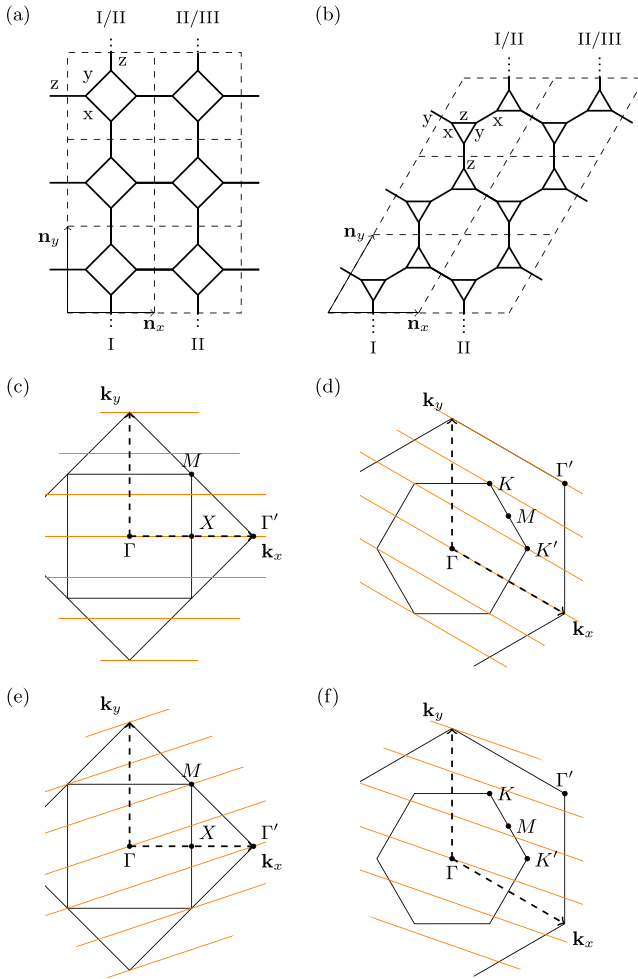 (a)
I/II
II/III
z
y
z
x
n_y
n_x
I
II
(b)
I/II
II/III
y
z
x
x
y
z
n_y
n_x
I
II
(c)
k_y
M
X
Γ′
Γ
k_x
(d)
k_y
Γ′
K
M
Γ
K′
k_x
(e)
k_y
M
X
Γ′
Γ
k_x
(f)
k_y
Γ′
K
M
Γ
K′
k_x